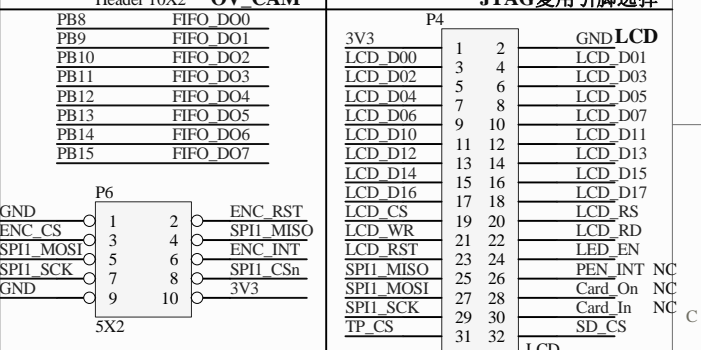 Header 10X2 OV_CAM
PB8 FIFO_DO0
PB9 FIFO_DO1
PB10 FIFO_DO2
PB11 FIFO_DO3
PB12 FIFO_DO4
PB13 FIFO_DO5
PB14 FIFO_DO6
PB15 FIFO_DO7
P6
GND 1 2 ENC_RST
ENC_CS 3 4 SPI1_MISO
SPI1_MOSI 5 6 ENC_INT
SPI1_SCK 7 8 SPI1_CSn
GND 9 10 3V3
5X2
JTAG复用引脚选择
P4
LCD
3V3 1 2 GND
LCD_D00 3 4 LCD_D01
LCD_D02 5 6 LCD_D03
LCD_D04 7 8 LCD_D05
LCD_D06 9 10 LCD_D07
LCD_D10 11 12 LCD_D11
LCD_D12 13 14 LCD_D13
LCD_D14 15 16 LCD_D15
LCD_D16 17 18 LCD_D17
LCD_CS 19 20 LCD_RS
LCD_WR 21 22 LCD_RD
LCD_RST 23 24 LED_EN
SPI1_MISO 25 26 PEN_INT NC
SPI1_MOSI 27 28 Card_On NC
SPI1_SCK 29 30 Card_In NC
TP_CS 31 32 SD_CS
LCD
C